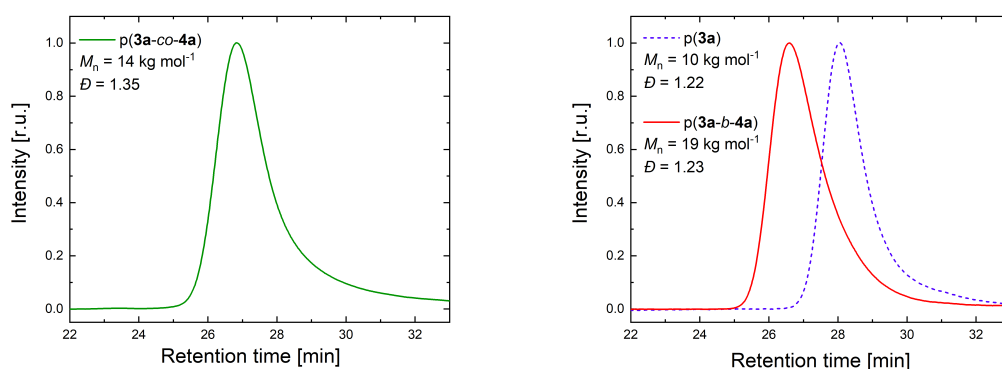 p(3a-co-4a)
Mn = 14 kg mol-1
Đ = 1.35
Intensity [r.u.]
1.0
0.8
0.6
0.4
0.2
0.0
22 24 26 28 30 32
Retention time [min]
p(3a)
Mn = 10 kg mol-1
Đ = 1.22
p(3a-b-4a)
Mn = 19 kg mol-1
Đ = 1.23
Intensity [r.u.]
1.0
0.8
0.6
0.4
0.2
0.0
22 24 26 28 30 32
Retention time [min]